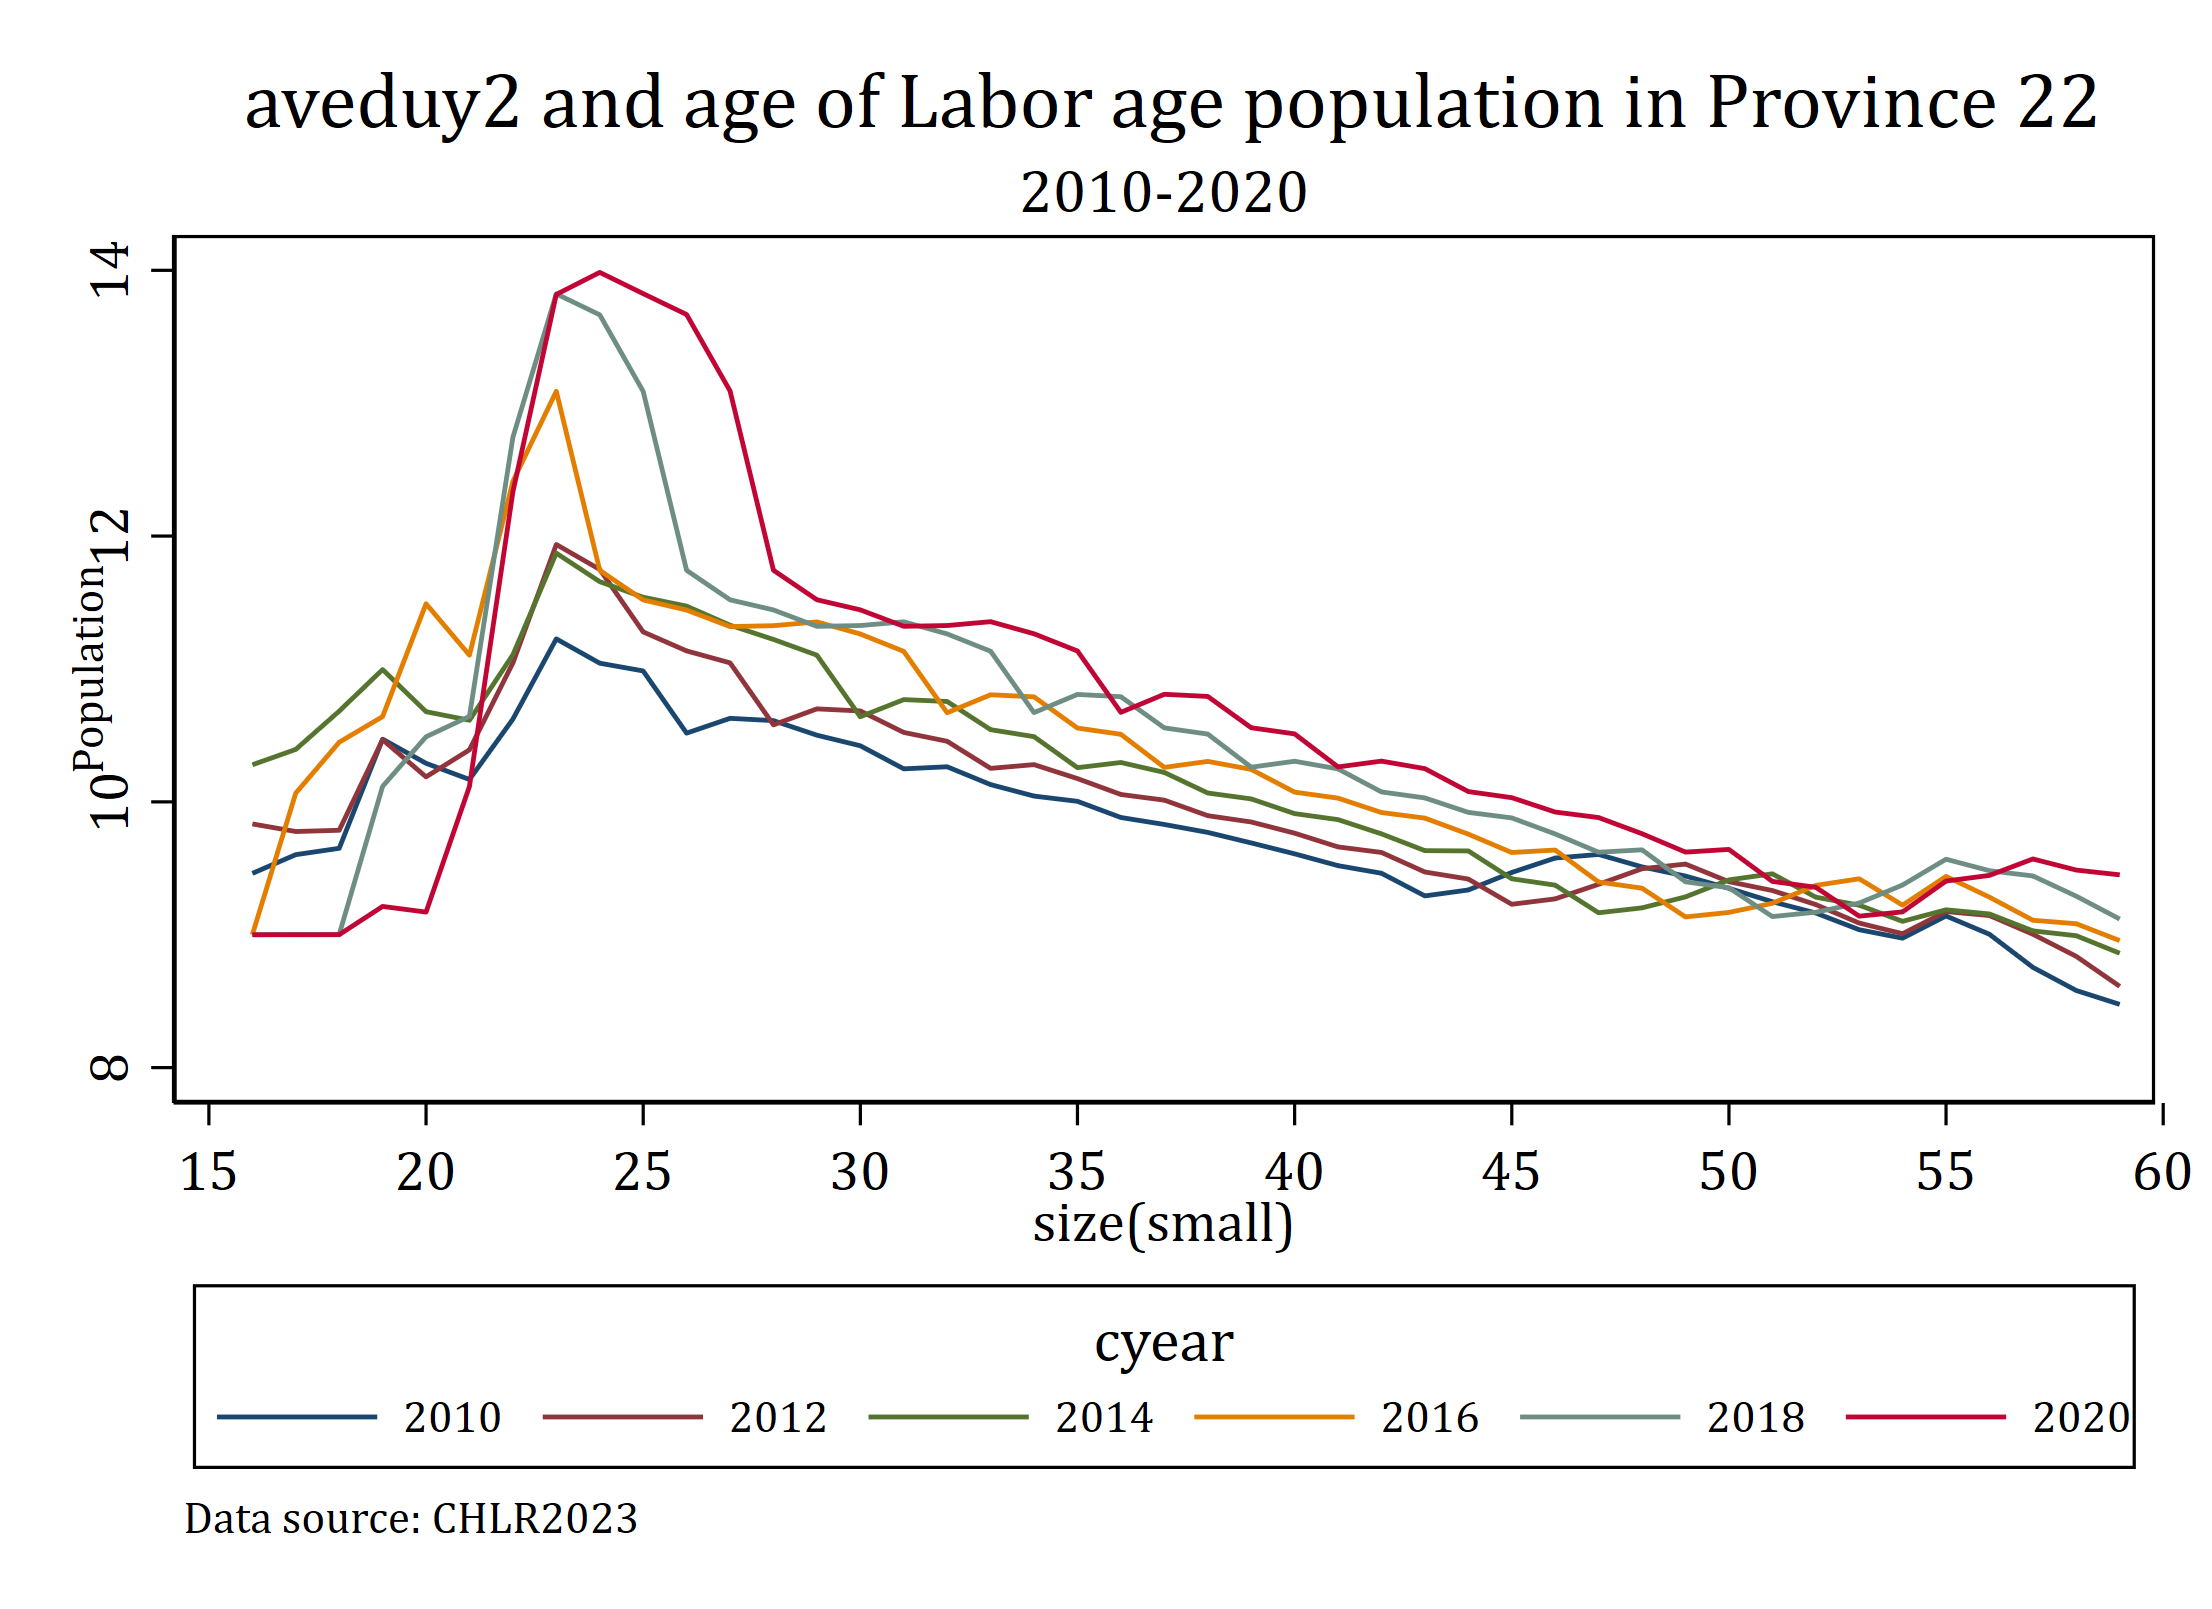 aveduy2 and age of Labor age population in Province 22
2010-2020
Population
14
12
10
8
15 20 25 30 35 40 45 50 55 60
size(small)
cyear
2010 2012 2014 2016 2018 2020
Data source: CHLR2023